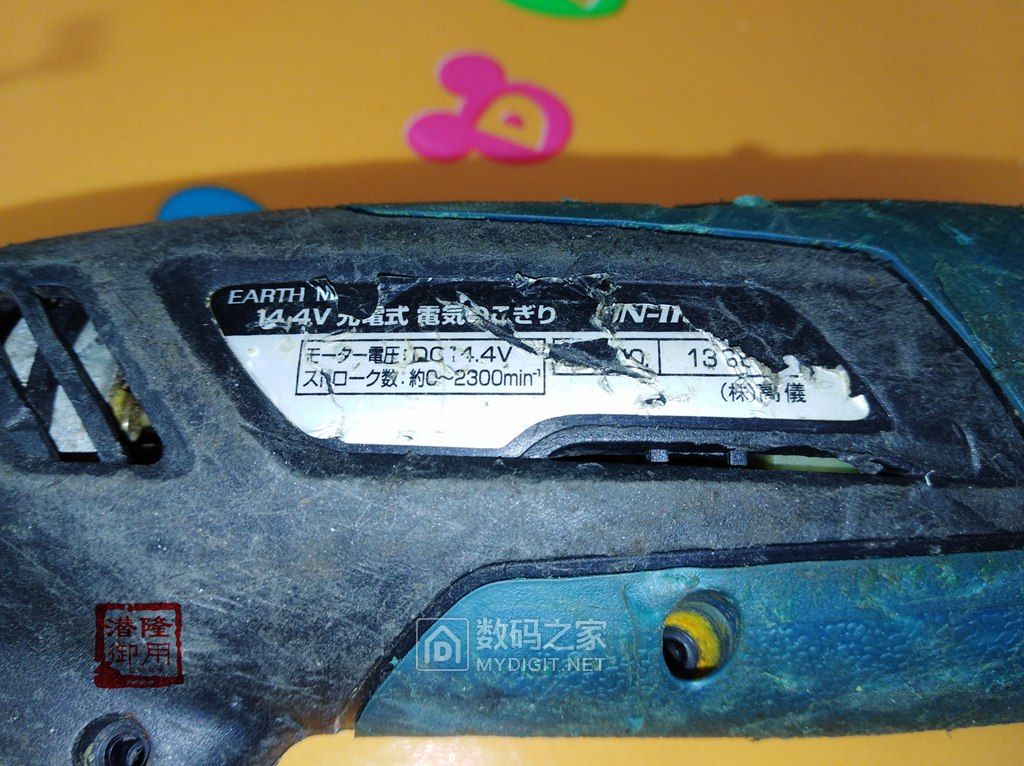 EARTH
14.4V 充電式 電気のこぎり
モーター電圧:DC14.4V
ストローク数:約0~2300min⁻¹
(株)高儀
潜隆
御用
数码之家
MYDIGIT.NET